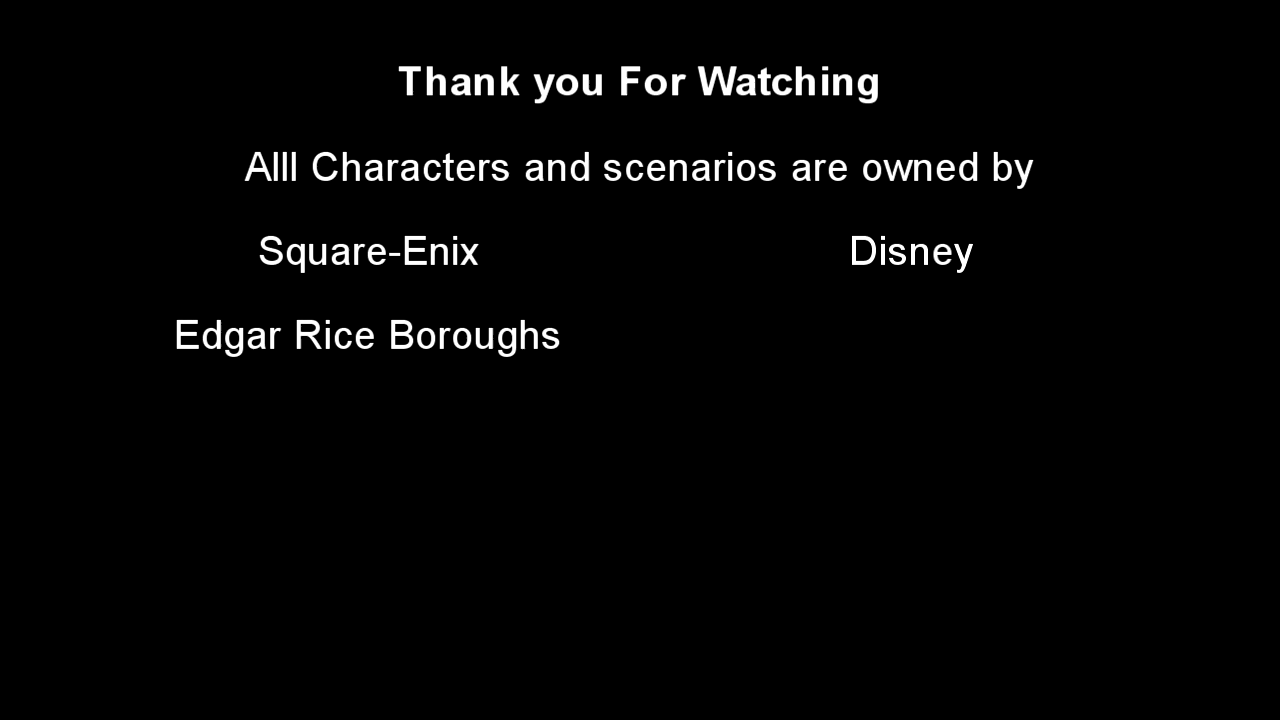 Thank you For Watching
Alll Characters and scenarios are owned by
Square-Enix Disney
Edgar Rice Boroughs